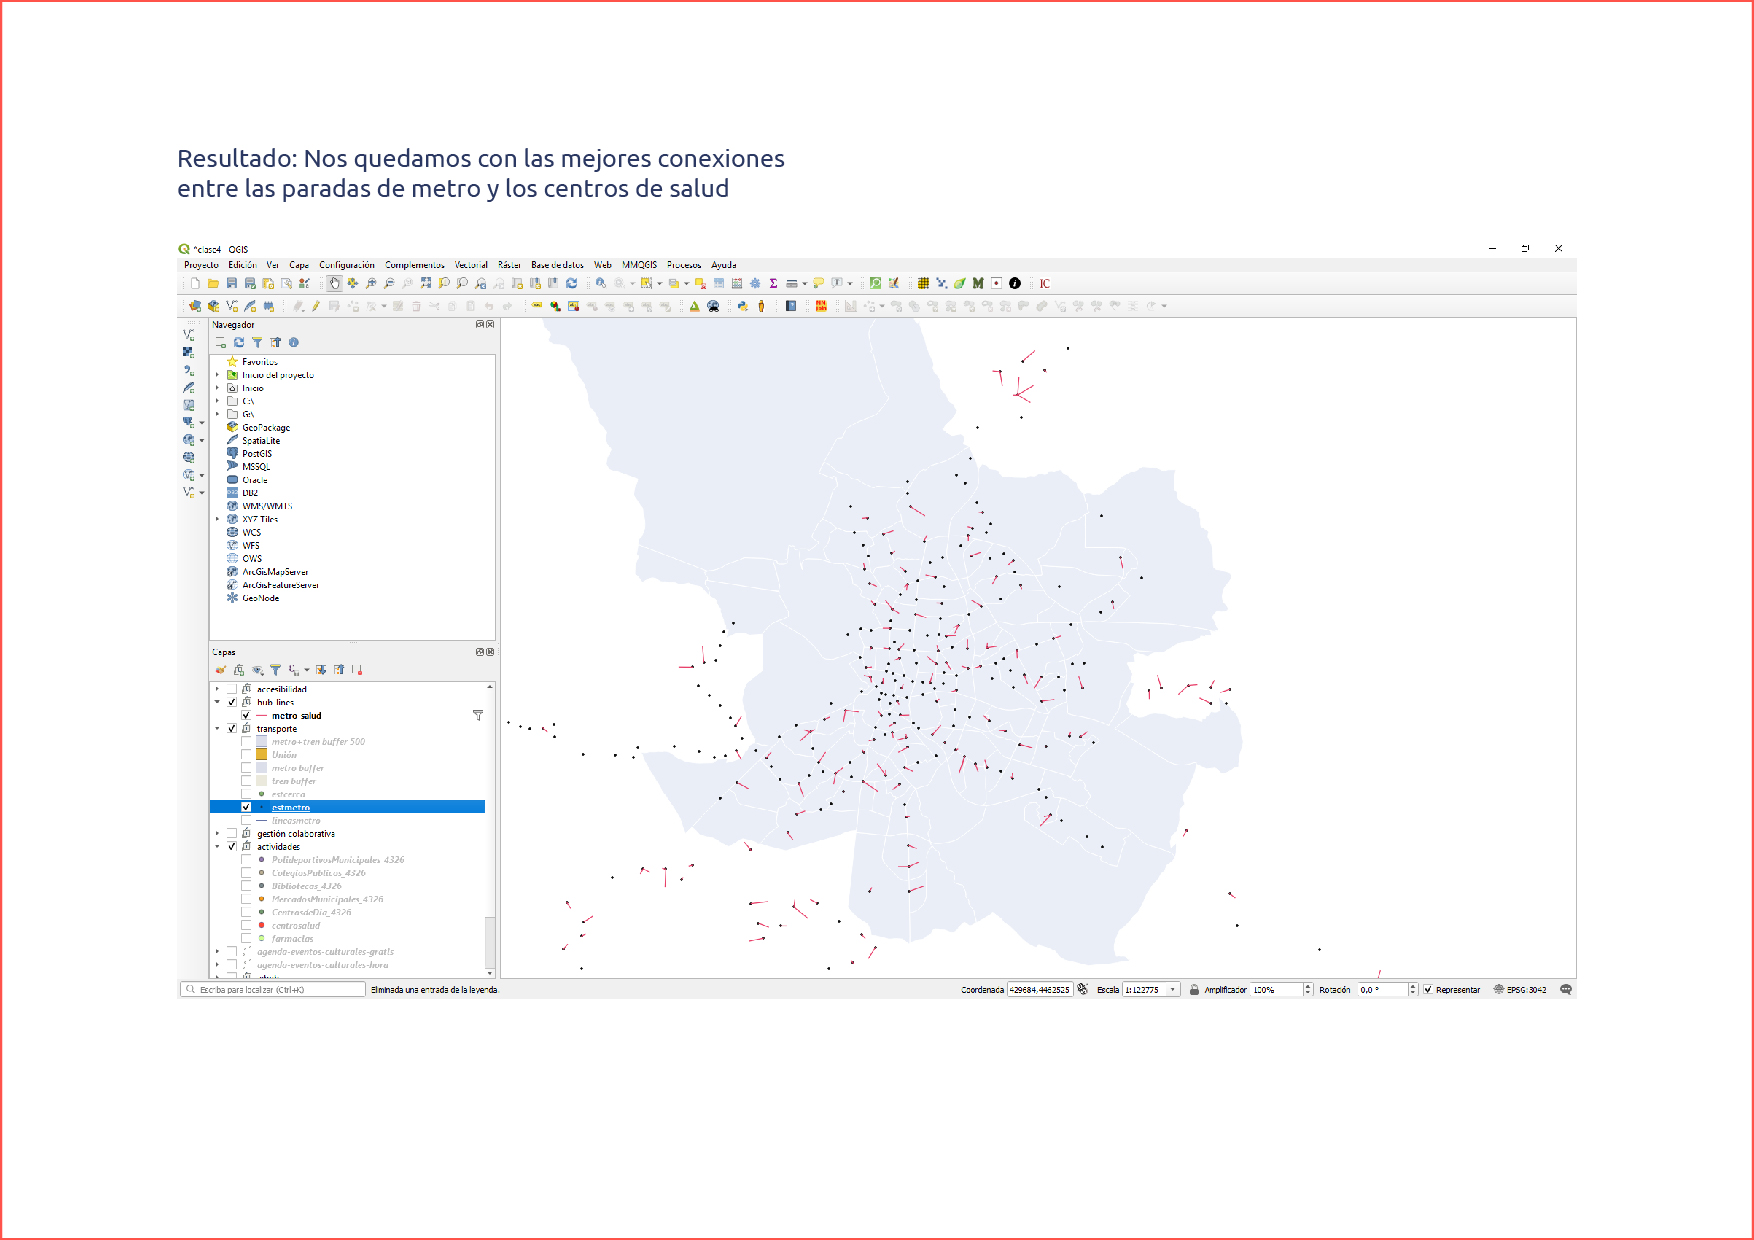 Resultado: Nos quedamos con las mejores conexiones
entre las paradas de metro y los centros de salud
*clase4 - QGIS
Proyecto Edición Ver Capa Configuración Complementos Vectorial Ráster Base de datos Web MMQGIS Procesos Ayuda
IC
Navegador
Favoritos
Inicio del proyecto
Inicio
C:\
G:\
GeoPackage
SpatiaLite
PostGIS
MSSQL
Oracle
DB2
WMS/WMTS
XYZ Tiles
WCS
WFS
OWS
ArcGisMapServer
ArcGisFeatureServer
GeoNode
Capas
accesibilidad
hub lines
metro salud
transporte
metro+tren buffer 500
Unión
metro buffer
tren buffer
estcerca
estmetro
lineasmetro
gestión colaborativa
actividades
PolideportivosMunicipales_4326
ColegiosPublicos_4326
Bibliotecas_4326
MercadosMunicipales_4326
CentrosdeDia_4326
centrosalud
farmacias
agenda-eventos-culturales-gratis
agenda-eventos-culturales-hora
Escriba para localizar (Ctrl+K) Eliminada una entrada de la leyenda. Coordenada 429684,4462525 Escala 1:122775 Amplificador 100% Rotación 0,0 ° Representar EPSG:3042